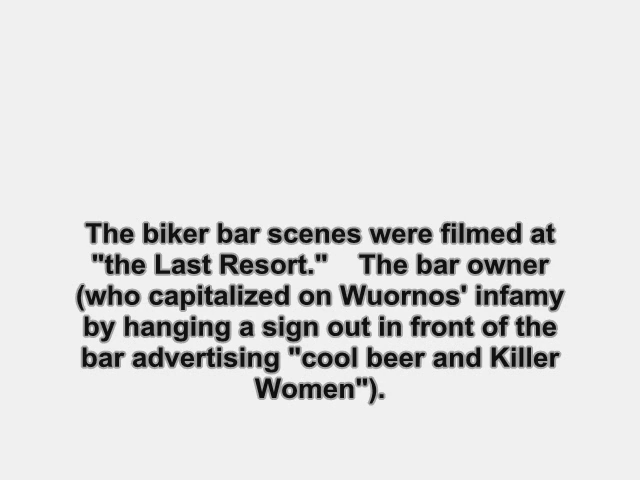 The biker bar scenes were filmed at
"the Last Resort."    The bar owner
(who capitalized on Wuornos' infamy
by hanging a sign out in front of the
bar advertising "cool beer and Killer
Women").